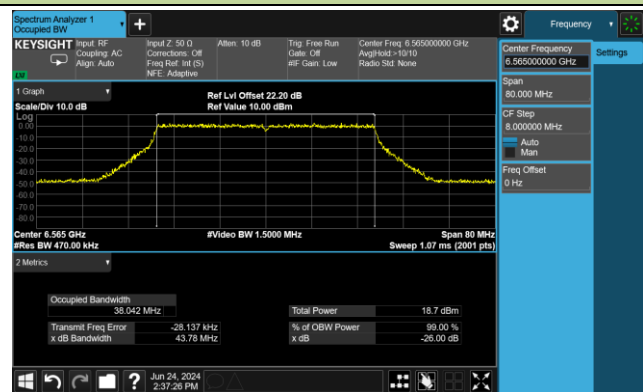 Spectrum Analyzer 1
Occupied BW
Frequency
KEYSIGHT
Input: RF
Coupling: AC
Align: Auto
Input Z: 50 Ω
Corrections: Off
Freq Ref: Int (S)
NFE: Adaptive
Atten: 10 dB
Trig: Free Run
Gate: Off
#IF Gain: Low
Center Freq: 6.565000000 GHz
Avg|Hold:>10/10
Radio Std: None
LW
Center Frequency
6.565000000 GHz
Settings
Span
80.000 MHz
CF Step
8.000000 MHz
Auto
Man
Freq Offset
0 Hz
1 Graph
Scale/Div 10.0 dB
Ref Lvl Offset 22.20 dB
Ref Value 10.00 dBm
Log
0.00
-10.0
-20.0
-30.0
-40.0
-50.0
-60.0
-70.0
-80.0
Center 6.565 GHz
#Res BW 470.00 kHz
#Video BW 1.5000 MHz
Span 80 MHz
Sweep 1.07 ms (2001 pts)
2 Metrics
Occupied Bandwidth
38.042 MHz
Total Power 18.7 dBm
Transmit Freq Error -28.137 kHz
% of OBW Power 99.00 %
x dB Bandwidth 43.78 MHz
x dB -26.00 dB
Jun 24, 2024
2:37:26 PM